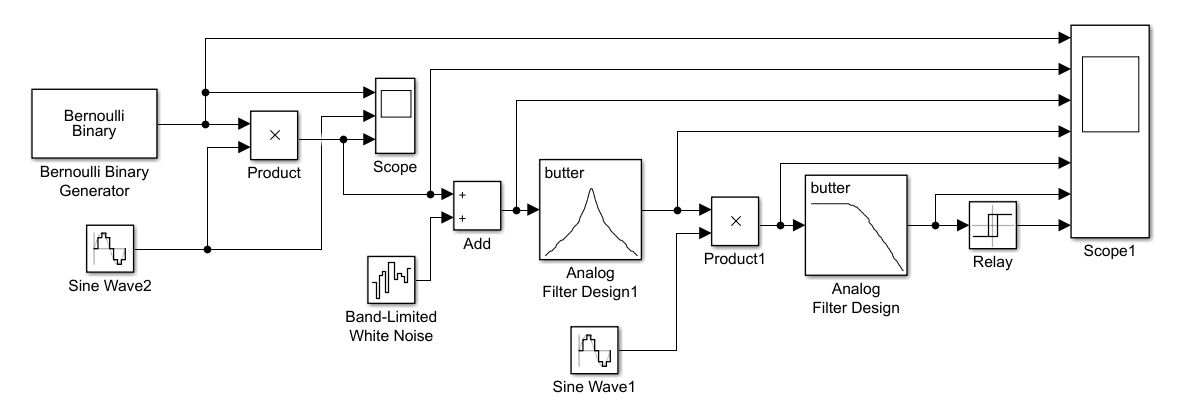 Bernoulli
Binary
Bernoulli Binary
Generator
×
Product
Scope
Sine Wave2
+
+
Add
Band-Limited
White Noise
butter
Analog
Filter Design1
×
Product1
Sine Wave1
butter
Analog
Filter Design
Relay
Scope1